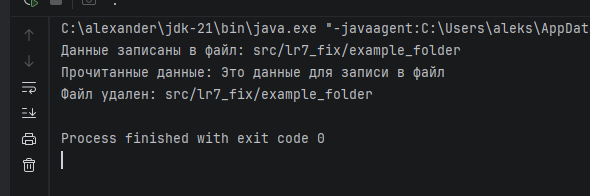 C:\alexander\jdk-21\bin\java.exe "-javaagent:C:\Users\aleks\AppDat
Данные записаны в файл: src/lr7_fix/example_folder
Прочитанные данные: Это данные для записи в файл
Файл удален: src/lr7_fix/example_folder
Process finished with exit code 0